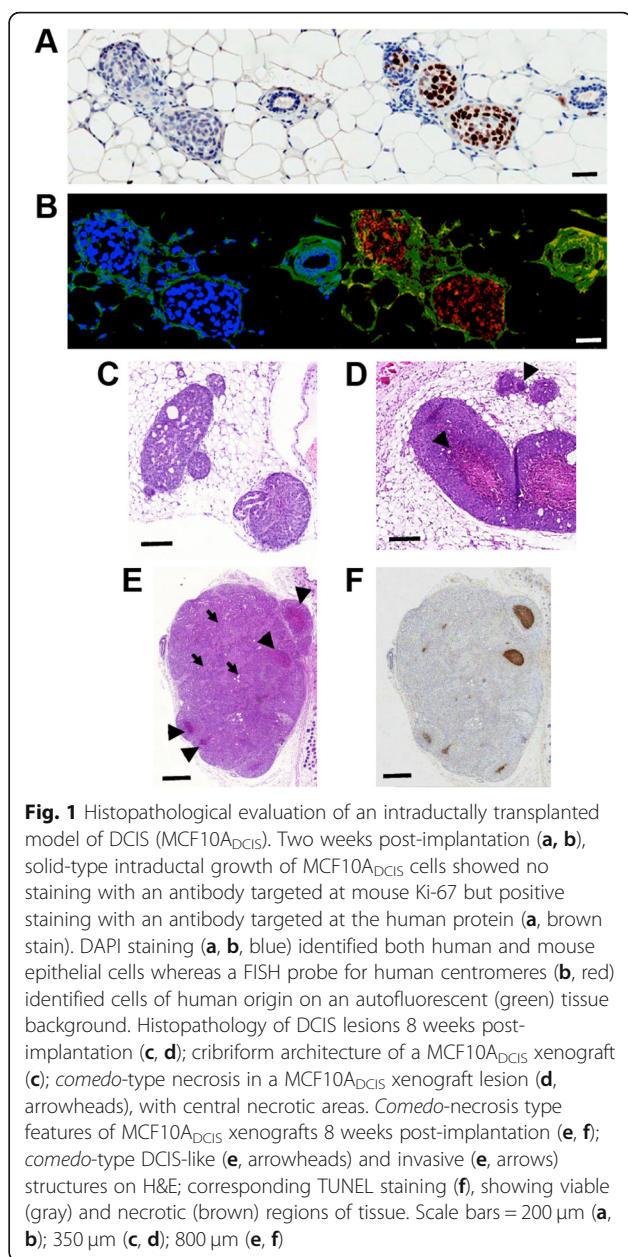 A
B
C
D
E
F
Fig. 1 Histopathological evaluation of an intraductally transplanted
model of DCIS (MCF10ADCIS). Two weeks post-implantation (a, b),
solid-type intraductal growth of MCF10ADCIS cells showed no
staining with an antibody targeted at mouse Ki-67 but positive
staining with an antibody targeted at the human protein (a, brown
stain). DAPI staining (a, b, blue) identified both human and mouse
epithelial cells whereas a FISH probe for human centromeres (b, red)
identified cells of human origin on an autofluorescent (green) tissue
background. Histopathology of DCIS lesions 8 weeks post-
implantation (c, d); cribriform architecture of a MCF10ADCIS xenograft
(c); comedo-type necrosis in a MCF10ADCIS xenograft lesion (d,
arrowheads), with central necrotic areas. Comedo-necrosis type
features of MCF10ADCIS xenografts 8 weeks post-implantation (e, f);
comedo-type DCIS-like (e, arrowheads) and invasive (e, arrows)
structures on H&E; corresponding TUNEL staining (f), showing viable
(gray) and necrotic (brown) regions of tissue. Scale bars = 200 μm (a,
b); 350 μm (c, d); 800 μm (e, f)